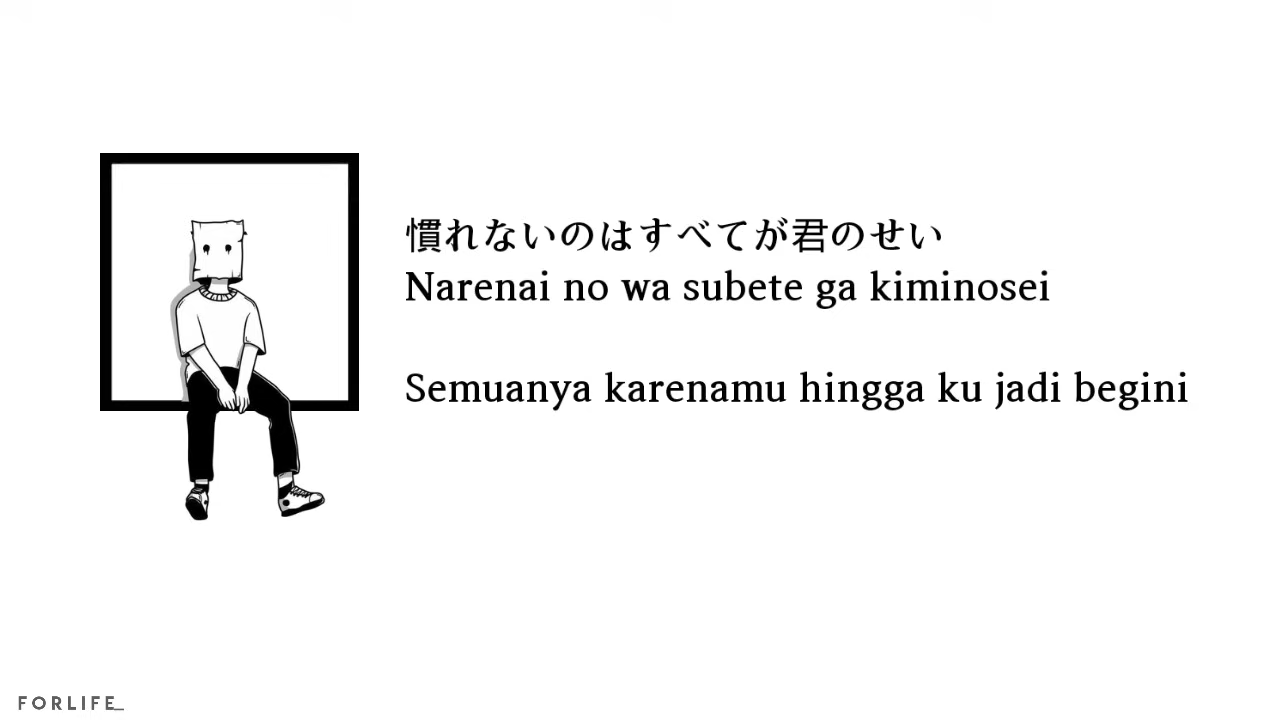 慣れないのはすべてが君のせい
Narenai no wa subete ga kiminosei
Semuanya karenamu hingga ku jadi begini
FORLIFE_